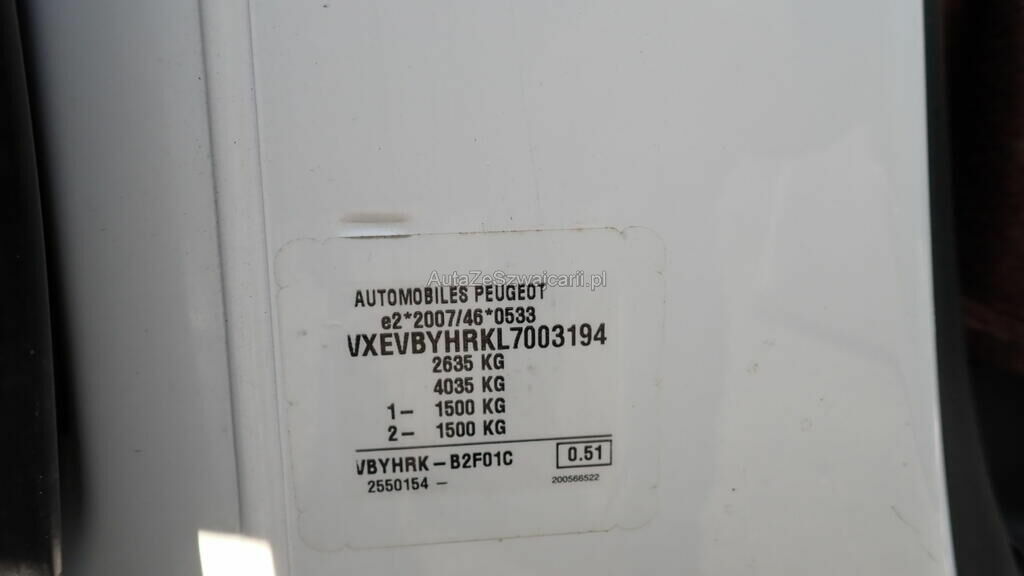 AutaZeSzwajcarii.pl
AUTOMOBILES PEUGEOT
e2*2007/46*0533
VXEVBYHRKL7003194
2635 KG
4035 KG
1- 1500 KG
2- 1500 KG
VBYHRK-B2F01C 0.51
2550154 - 200566522